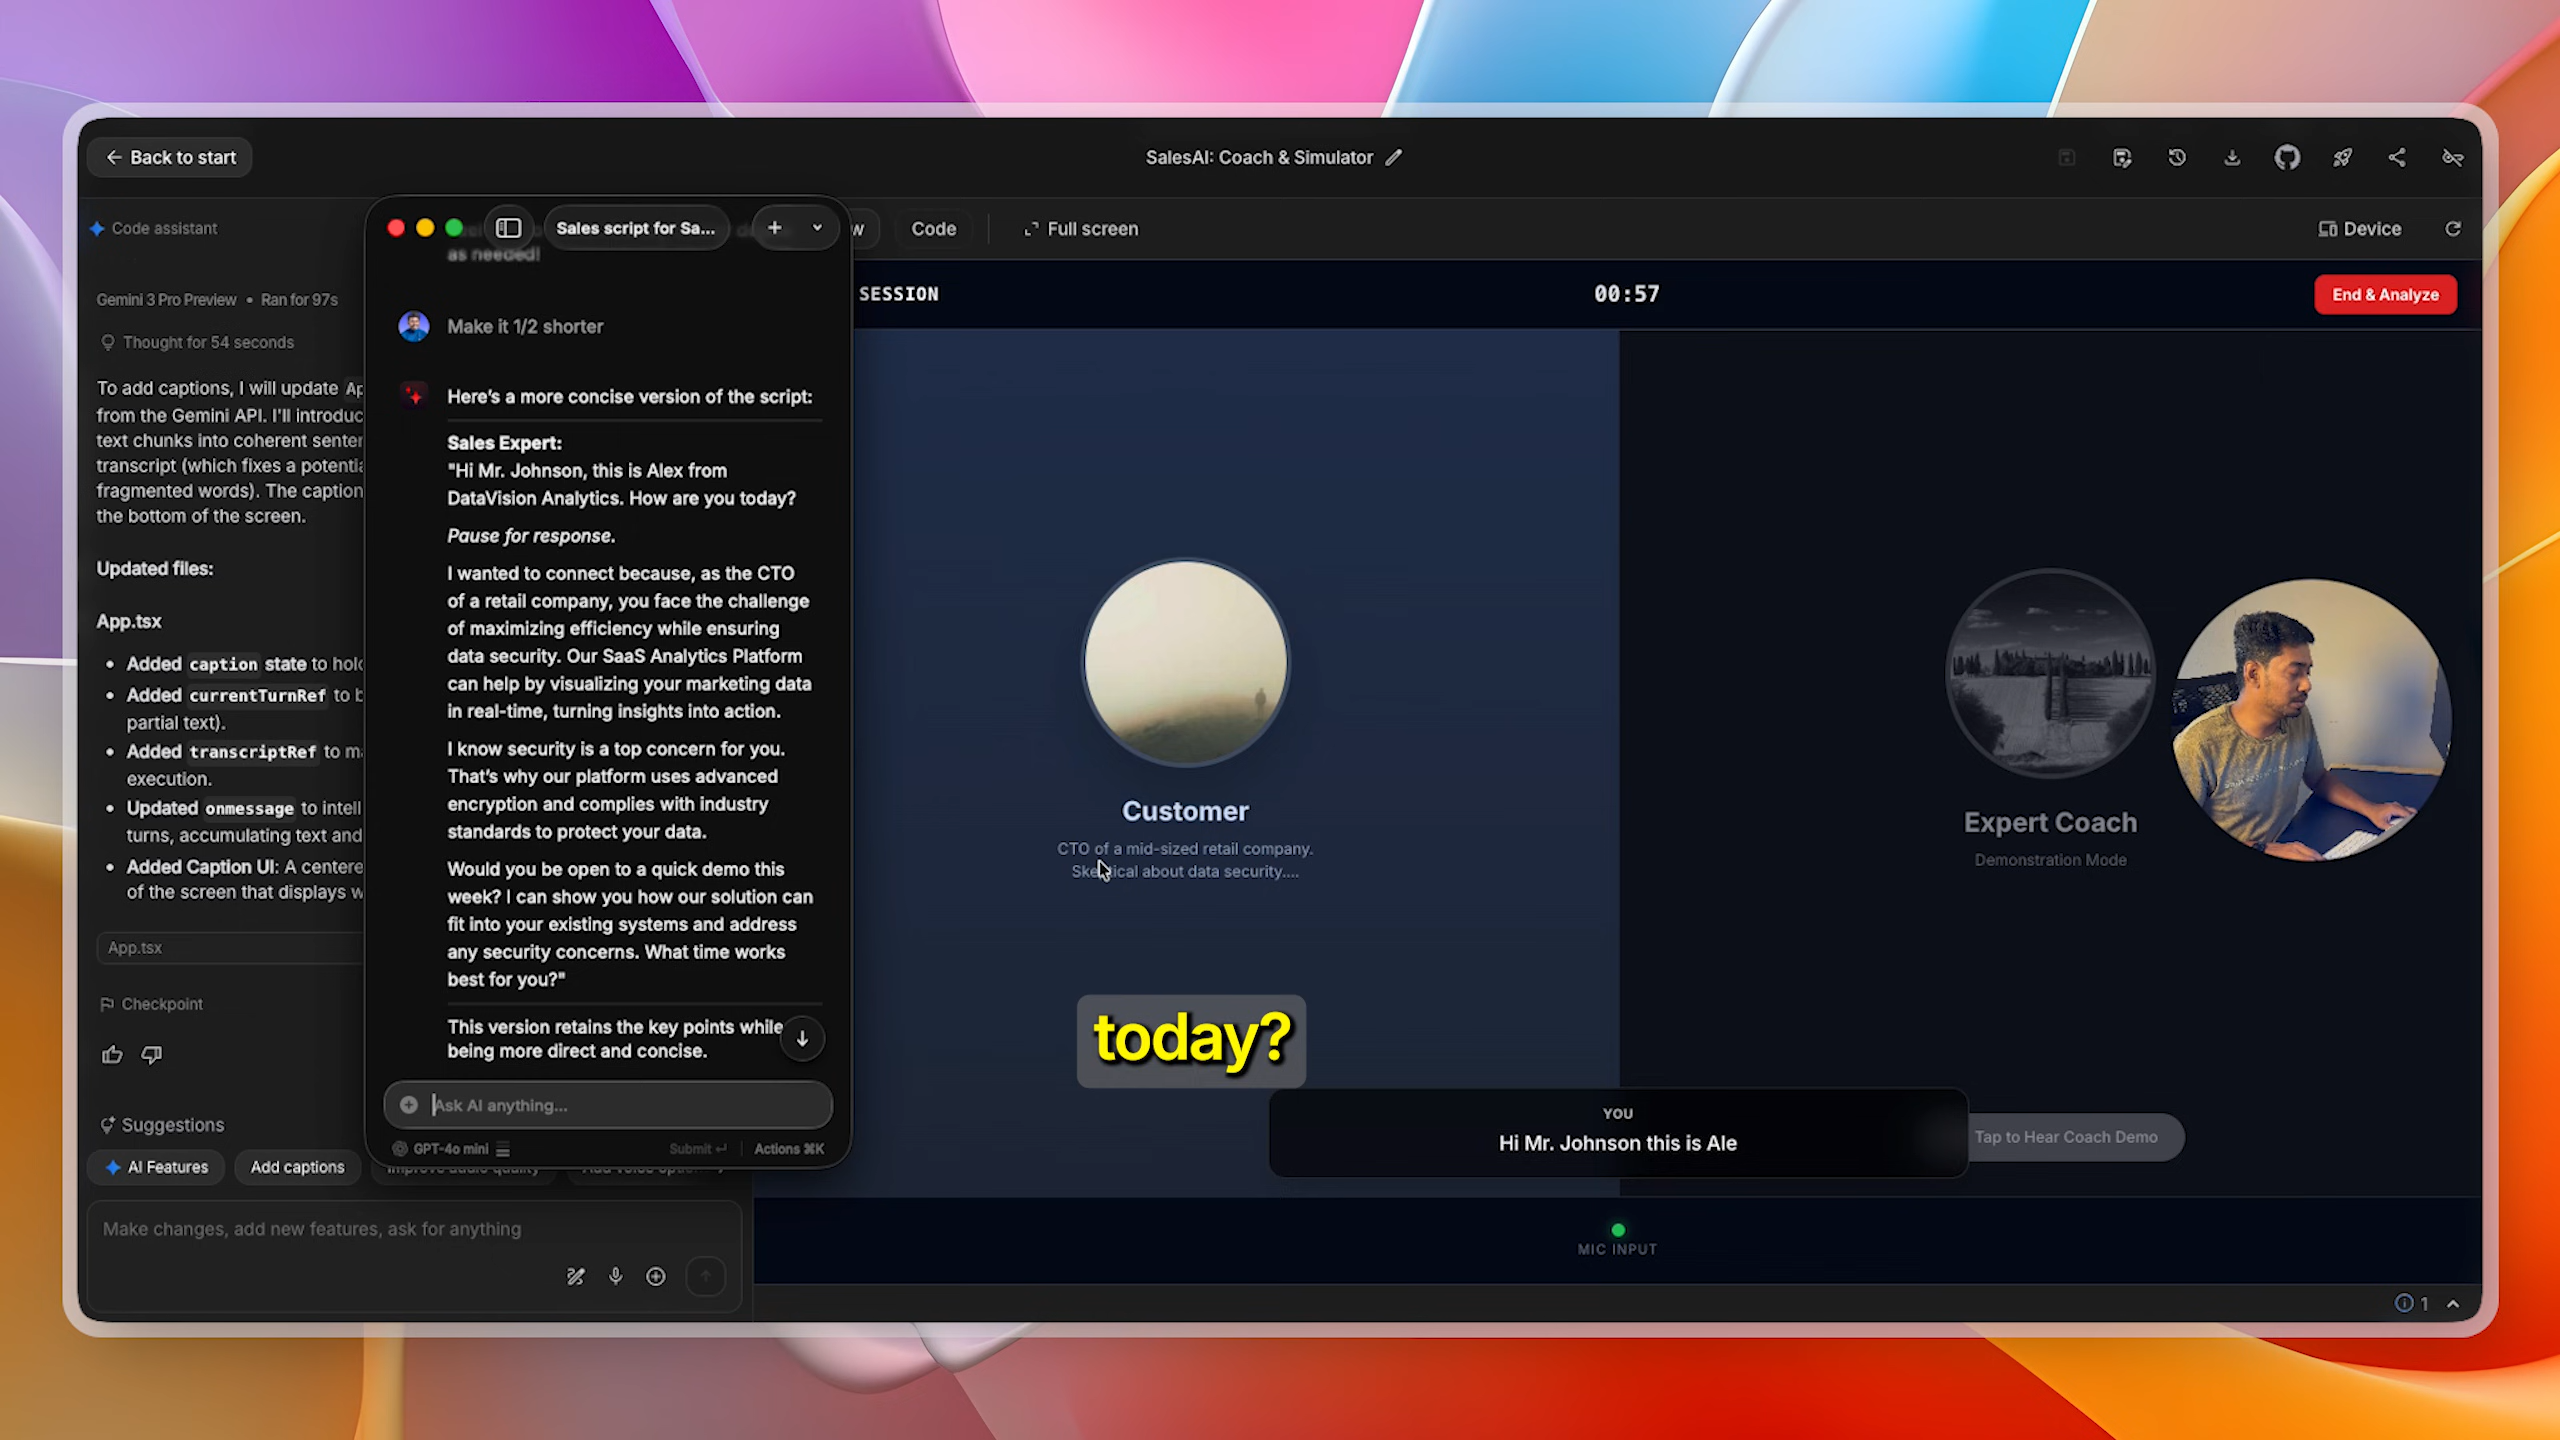 Back to start
SalesAI: Coach & Simulator
Code assistant
Sales script for Sa...
Code
Full screen
Device
as needed!
Gemini 3 Pro Preview • Ran for 97s
Thought for 54 seconds
To add captions, I will update
from the Gemini API. I'll
text chunks into coherent
transcript (which fixes a
fragmented words). The caption
the bottom of the screen.
Updated files:
App.tsx
Added caption state to
Added currentTurnRef to
partial text).
Added transcriptRef to
execution.
Updated onmessage to
turns, accumulating text and
Added Caption UI: A
of the screen that displays
App.tsx
Checkpoint
Suggestions
AI Features
Add captions
Make changes, add new features, ask for anything
Make it 1/2 shorter
Here's a more concise version of the script:
Sales Expert:
"Hi Mr. Johnson, this is Alex from
DataVision Analytics. How are you today?
Pause for response.
I wanted to connect because, as the CTO
of a retail company, you face the challenge
of maximizing efficiency while ensuring
data security. Our SaaS Analytics Platform
can help by visualizing your marketing data
in real-time, turning insights into action.
I know security is a top concern for you.
That's why our platform uses advanced
encryption and complies with industry
standards to protect your data.
Would you be open to a quick demo this
week? I can show you how our solution can
fit into your existing systems and address
any security concerns. What time works
best for you?"
This version retains the key points while
being more direct and concise.
Ask AI anything...
GPT-4o mini
Submit ↵
Actions ⌘K
SESSION
00:57
End & Analyze
Customer
CTO of a mid-sized retail company.
Skeptical about data security....
Expert Coach
Demonstration Mode
today?
YOU
Hi Mr. Johnson this is Ale
Tap to Hear Coach Demo
MIC INPUT
1